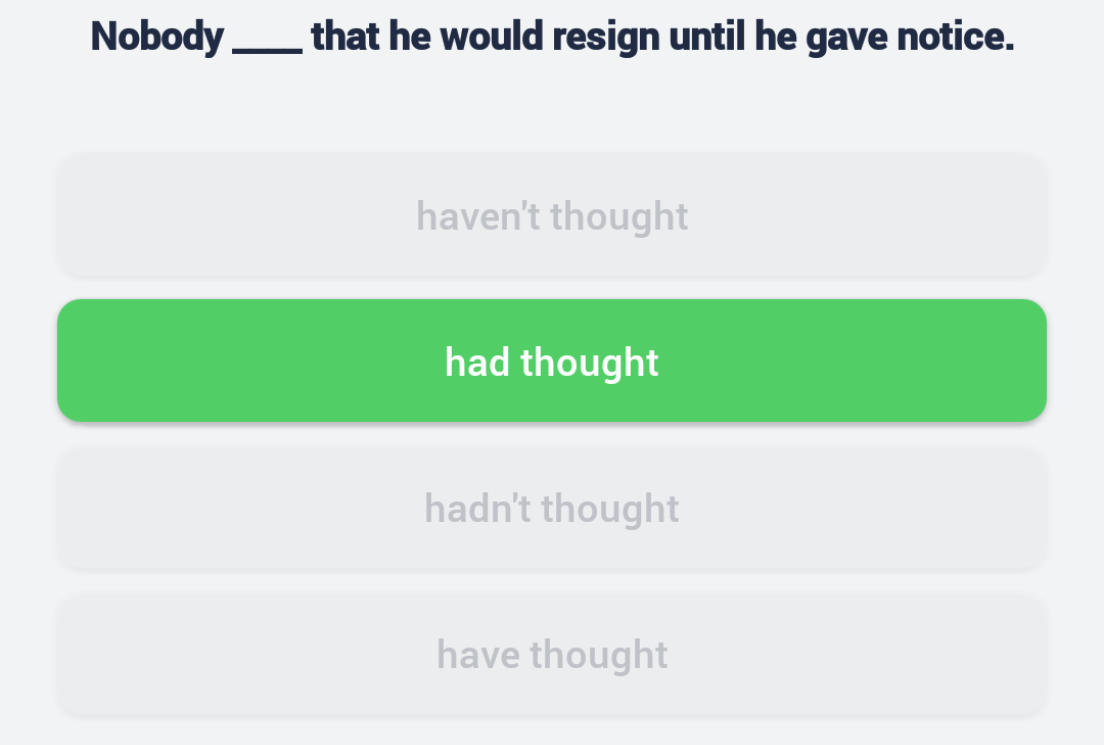 Nobody ____ that he would resign until he gave notice.
haven't thought
had thought
hadn't thought
have thought